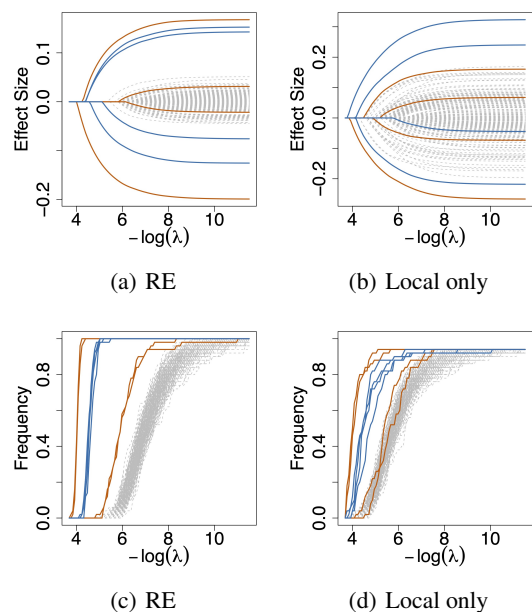 Effect Size
0.1
0.0
−0.2
4 6 8 10
−log(λ)
(a) RE
Effect Size
0.2
0.0
−0.2
4 6 8 10
−log(λ)
(b) Local only
Frequency
0.8
0.4
0.0
4 6 8 10
−log(λ)
(c) RE
Frequency
0.8
0.4
0.0
4 6 8 10
−log(λ)
(d) Local only